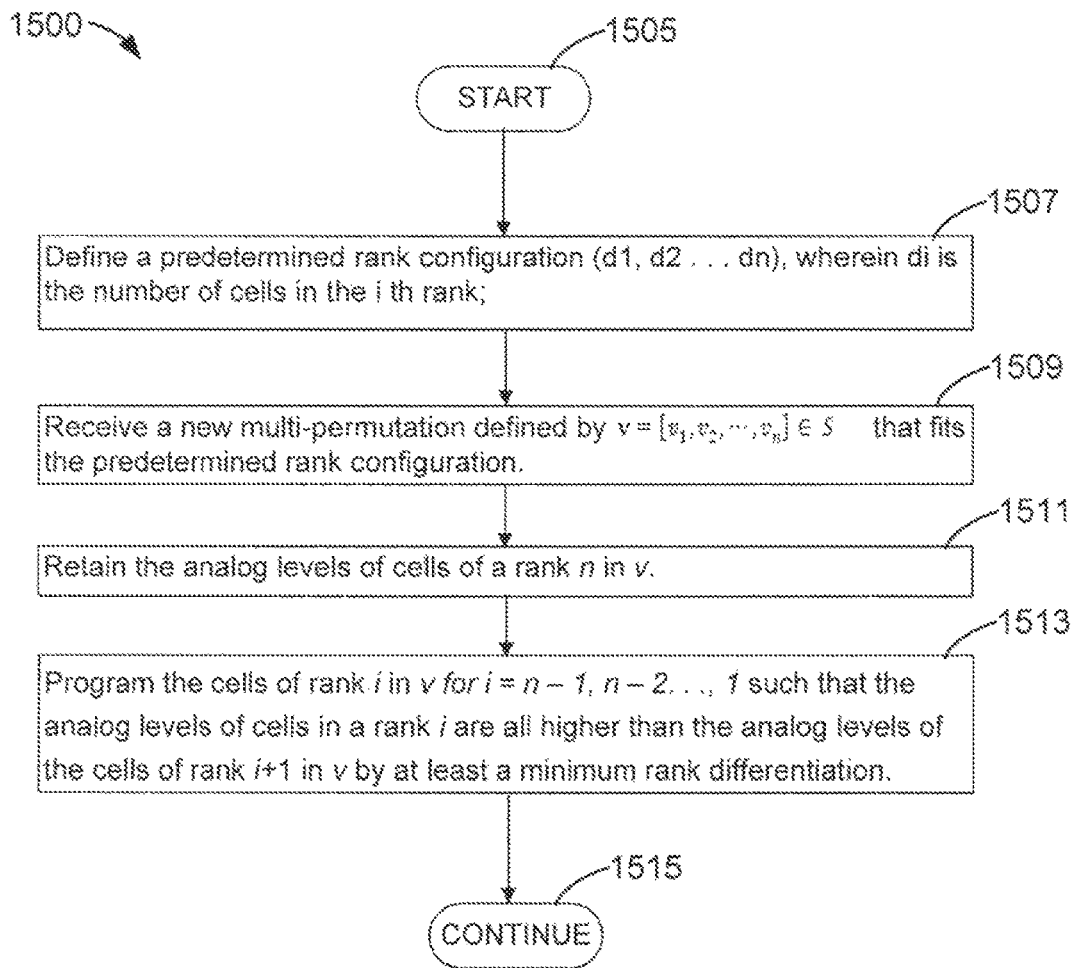 1500
1505
START
1507
Define a predetermined rank configuration (d1, d2 . . . dn), wherein di is
the number of cells in the i th rank;
1509
Receive a new multi-permutation defined by v = [v₁, v₂, ⋯, vₙ] ∈ S that fits
the predetermined rank configuration.
1511
Retain the analog levels of cells of a rank n in v.
1513
Program the cells of rank i in v for i = n – 1, n – 2. . ., 1 such that the
analog levels of cells in a rank i are all higher than the analog levels of
the cells of rank i+1 in v by at least a minimum rank differentiation.
1515
CONTINUE